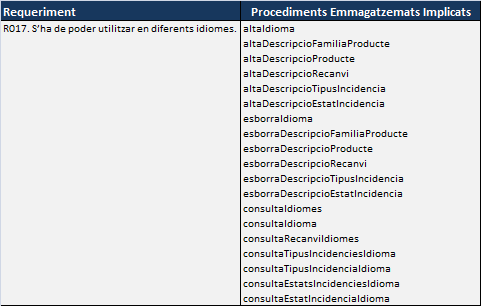 Requeriment Procediments Emmagatzemats Implicats
R017. S'ha de poder utilitzar en diferents idiomes. altaIdioma
altaDescripcioFamiliaProducte
altaDescripcioProducte
altaDescripcioRecanvi
altaDescripcioTipusIncidencia
altaDescripcioEstatIncidencia
esborraIdioma
esborraDescripcioFamiliaProducte
esborraDescripcioProducte
esborraDescripcioRecanvi
esborraDescripcioTipusIncidencia
esborraDescripcioEstatIncidencia
consultaIdiomes
consultaIdioma
consultaRecanviIdiomes
consultaTipusIncidenciesIdioma
consultaTipusIncidenciaIdioma
consultaEstatsIncidenciesIdioma
consultaEstatIncidenciaIdioma